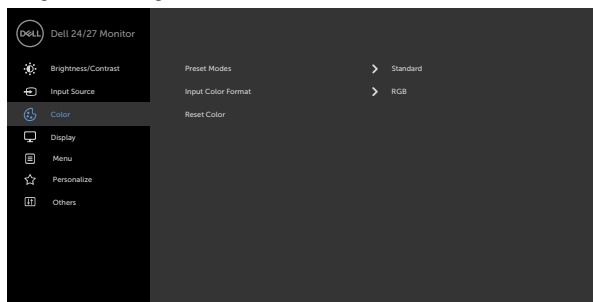 DELL Dell 24/27 Monitor
Brightness/Contrast Preset Modes Standard
Input Source Input Color Format RGB
Color Reset Color
Display
Menu
Personalize
Others